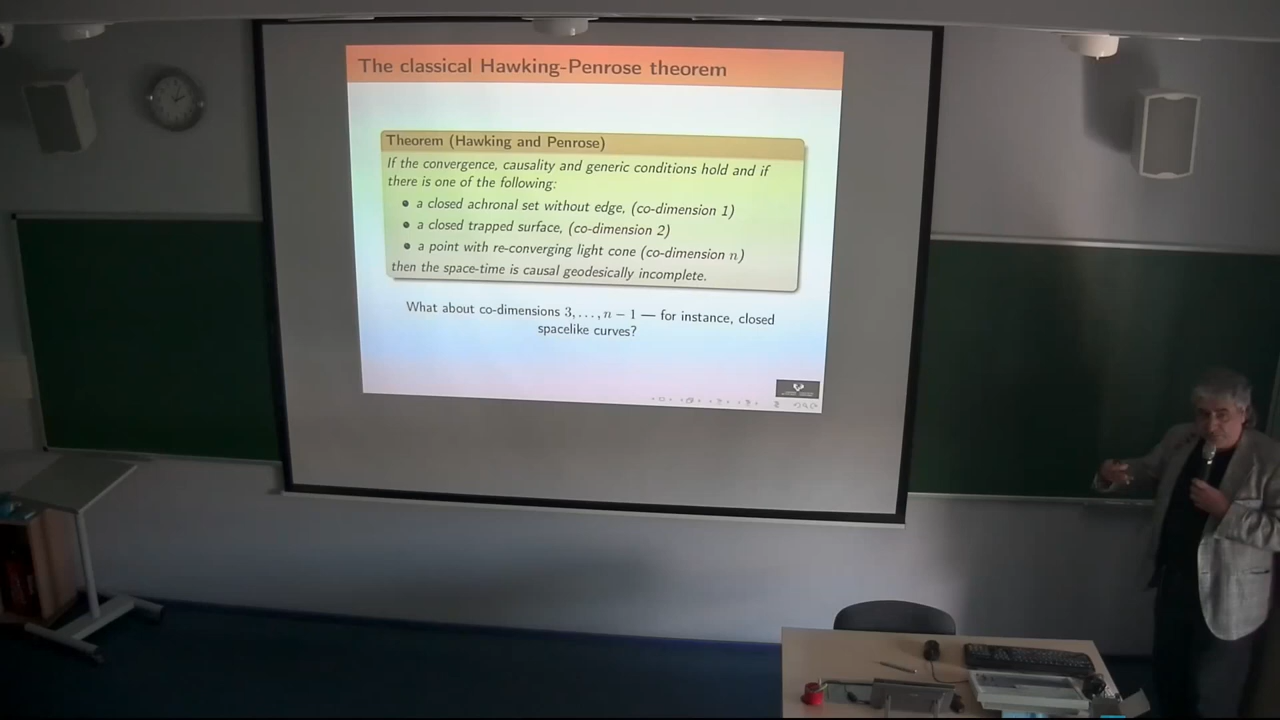 The classical Hawking-Penrose theorem
Theorem (Hawking and Penrose)
If the convergence, causality and generic conditions hold and if
there is one of the following:
a closed achronal set without edge, (co-dimension 1)
a closed trapped surface, (co-dimension 2)
a point with re-converging light cone (co-dimension n)
then the space-time is causal geodesically incomplete.
What about co-dimensions 3, . . . , n − 1 — for instance, closed
spacelike curves?